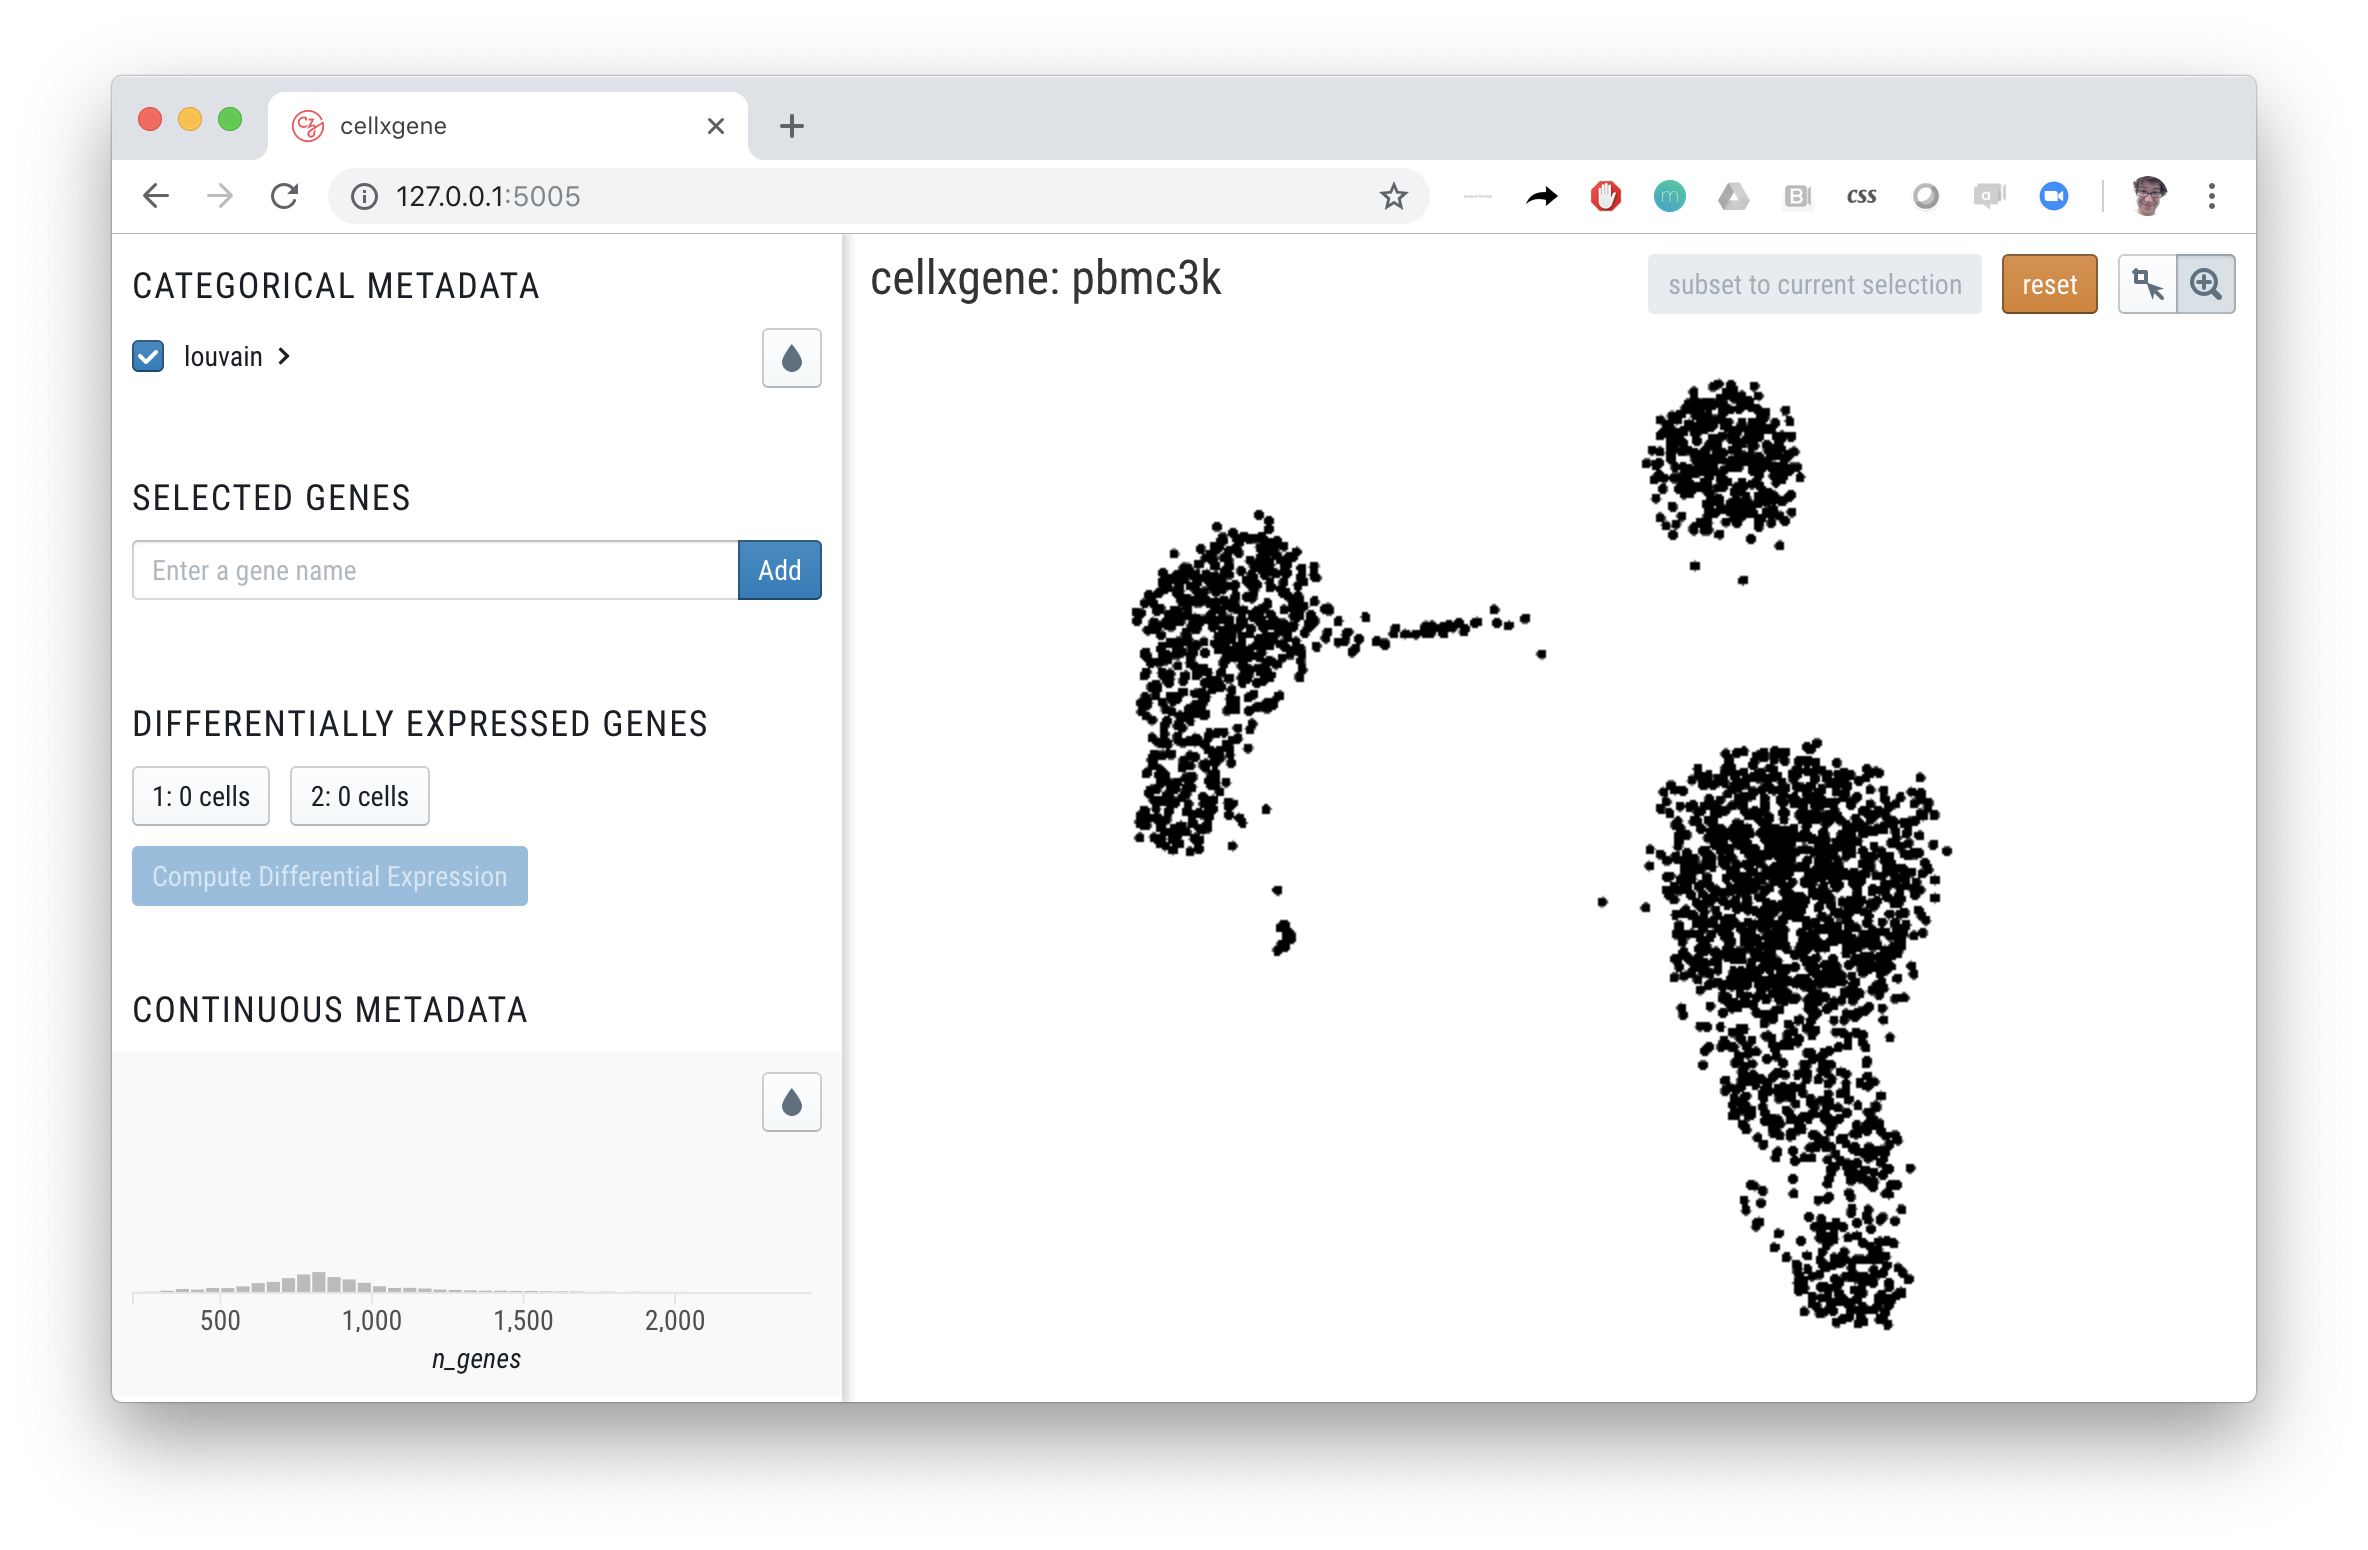 cellxgene
127.0.0.1:5005
css
CATEGORICAL METADATA
louvain
SELECTED GENES
Enter a gene name
Add
DIFFERENTIALLY EXPRESSED GENES
1: 0 cells
2: 0 cells
Compute Differential Expression
CONTINUOUS METADATA
500 1,000 1,500 2,000
n_genes
cellxgene: pbmc3k
subset to current selection
reset